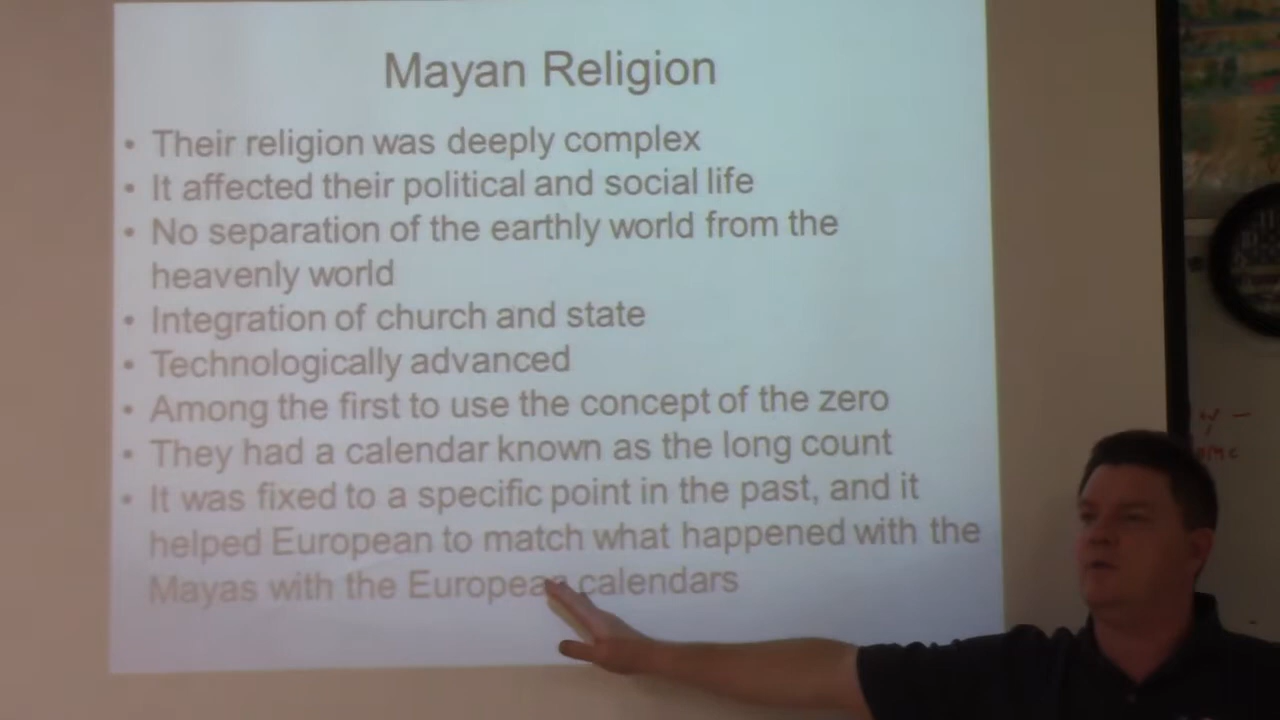 Mayan Religion
• Their religion was deeply complex
• It affected their political and social life
• No separation of the earthly world from the
heavenly world
• Integration of church and state
• Technologically advanced
• Among the first to use the concept of the zero
• They had a calendar known as the long count
• It was fixed to a specific point in the past, and it
helped European to match what happened with the
Mayas with the European calendars